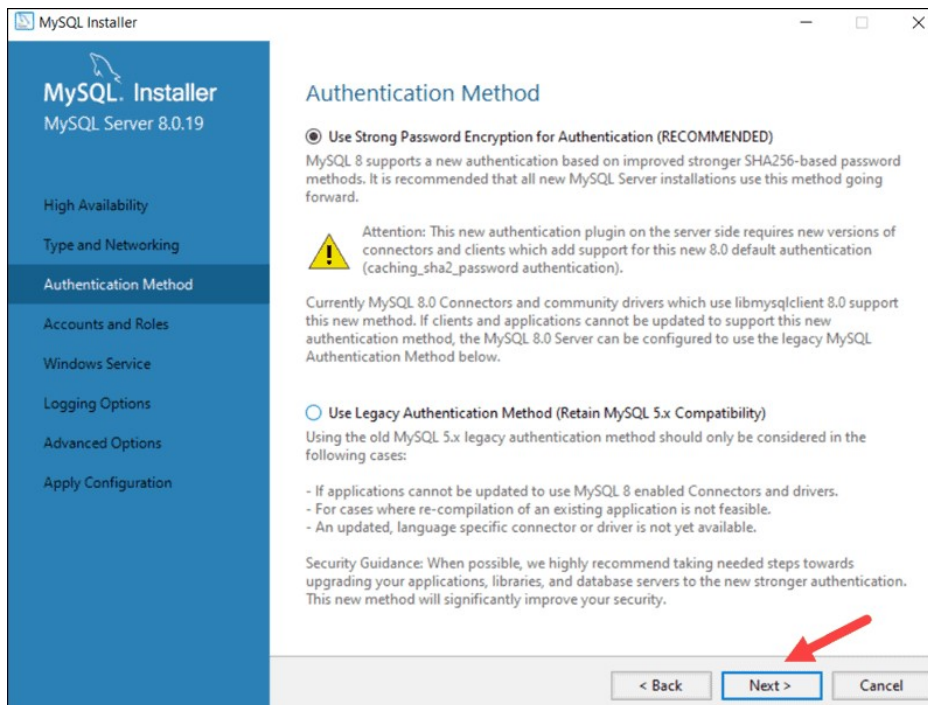 MySQL Installer
MySQL. Installer
MySQL Server 8.0.19
High Availability
Type and Networking
Authentication Method
Accounts and Roles
Windows Service
Logging Options
Advanced Options
Apply Configuration
Authentication Method
Use Strong Password Encryption for Authentication (RECOMMENDED)
MySQL 8 supports a new authentication based on improved stronger SHA256-based password
methods. It is recommended that all new MySQL Server installations use this method going
forward.
Attention: This new authentication plugin on the server side requires new versions of
connectors and clients which add support for this new 8.0 default authentication
(caching_sha2_password authentication).
Currently MySQL 8.0 Connectors and community drivers which use libmysqlclient 8.0 support
this new method. If clients and applications cannot be updated to support this new
authentication method, the MySQL 8.0 Server can be configured to use the legacy MySQL
Authentication Method below.
Use Legacy Authentication Method (Retain MySQL 5.x Compatibility)
Using the old MySQL 5.x legacy authentication method should only be considered in the
following cases:
- If applications cannot be updated to use MySQL 8 enabled Connectors and drivers.
- For cases where re-compilation of an existing application is not feasible.
- An updated, language specific connector or driver is not yet available.
Security Guidance: When possible, we highly recommend taking needed steps towards
upgrading your applications, libraries, and database servers to the new stronger authentication.
This new method will significantly improve your security.
< Back
Next >
Cancel